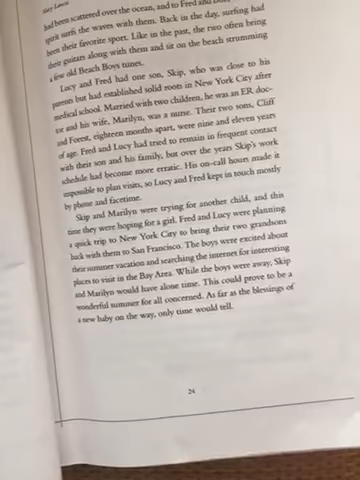 Mary Lawlis
had been scattered over the ocean, and to Fred and
spirit surfs the waves with them. Back in the day, surfing had
been their favorite sport. Like in the past, the two often bring
their guitars along with them and sit on the beach strumming
a few old Beach Boys tunes.
Lucy and Fred had one son, Skip, who was close to his
parents but had established solid roots in New York City after
medical school. Married with two children, he was an ER doc-
tor and his wife, Marilyn, was a nurse. Their two sons, Cliff
and Forest, eighteen months apart, were nine and eleven years
of age. Fred and Lucy had tried to remain in frequent contact
with their son and his family, but over the years Skip's work
schedule had become more erratic. His on-call hours made it
impossible to plan visits, so Lucy and Fred kept in touch mostly
by phone and facetime.
Skip and Marilyn were trying for another child, and this
time they were hoping for a girl. Fred and Lucy were planning
a quick trip to New York City to bring their two grandsons
back with them to San Francisco. The boys were excited about
their summer vacation and searching the internet for interesting
places to visit in the Bay Area. While the boys were away, Skip
and Marilyn would have alone time. This could prove to be a
wonderful summer for all concerned. As far as the blessings of
a new baby on the way, only time would tell.
24